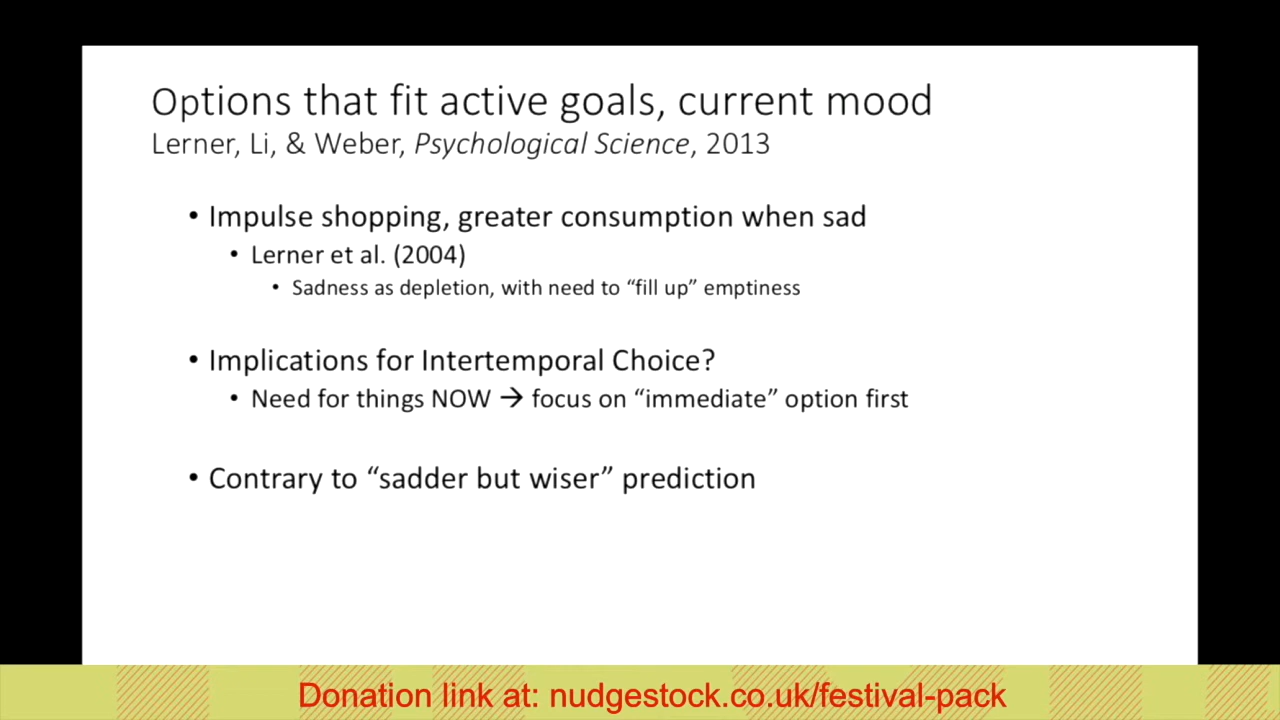 Options that fit active goals, current mood
Lerner, Li, & Weber, Psychological Science, 2013
• Impulse shopping, greater consumption when sad
• Lerner et al. (2004)
• Sadness as depletion, with need to “fill up” emptiness
• Implications for Intertemporal Choice?
• Need for things NOW → focus on “immediate” option first
• Contrary to “sadder but wiser” prediction
Donation link at: nudgestock.co.uk/festival-pack